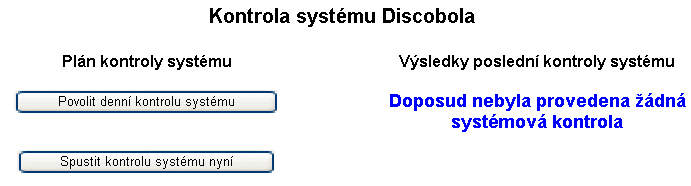 Kontrola systému Discobola
Plán kontroly systému
Povolit denní kontrolu systému
Spustit kontrolu systému nyní
Výsledky poslední kontroly systému
Doposud nebyla provedena žádná
systémová kontrola